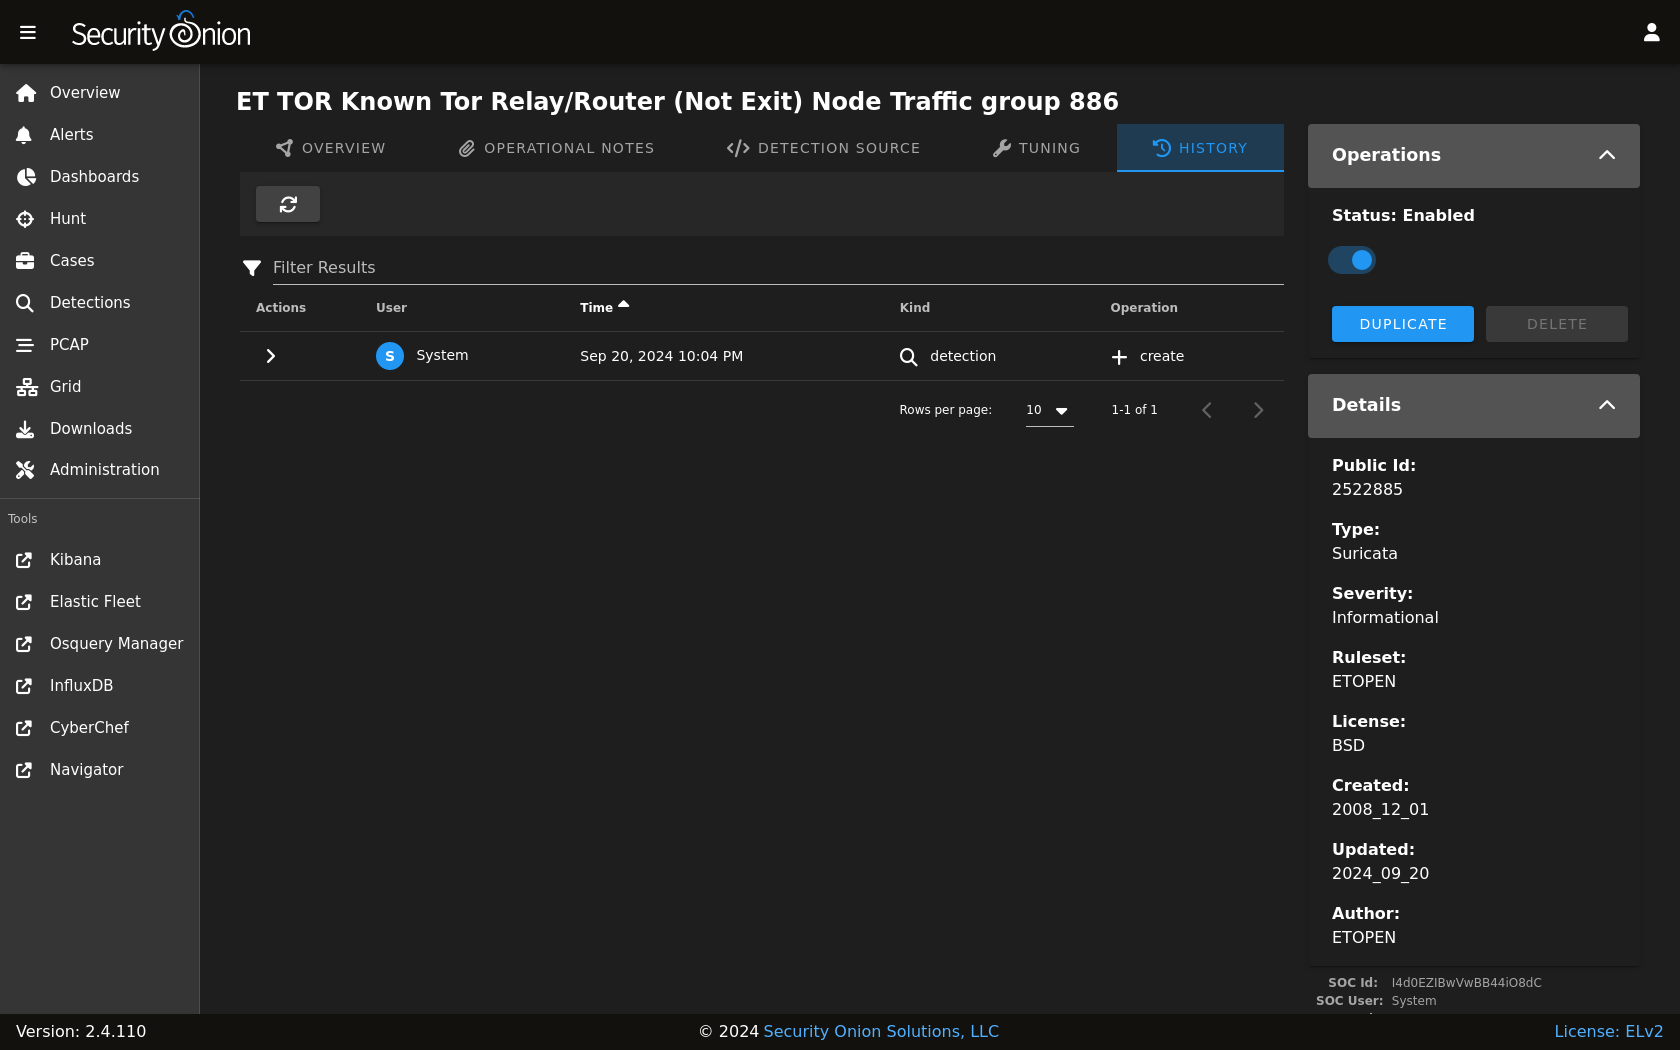 Security Onion
Overview
Alerts
Dashboards
Hunt
Cases
Detections
PCAP
Grid
Downloads
Administration
Tools
Kibana
Elastic Fleet
Osquery Manager
InfluxDB
CyberChef
Navigator
ET TOR Known Tor Relay/Router (Not Exit) Node Traffic group 886
OVERVIEW OPERATIONAL NOTES DETECTION SOURCE TUNING HISTORY
Filter Results
Actions User Time Kind Operation
S System Sep 20, 2024 10:04 PM detection create
Rows per page: 10 1-1 of 1
Operations
Status: Enabled
DUPLICATE DELETE
Details
Public Id:
2522885
Type:
Suricata
Severity:
Informational
Ruleset:
ETOPEN
License:
BSD
Created:
2008_12_01
Updated:
2024_09_20
Author:
ETOPEN
SOC Id: I4d0EZIBwVwBB44iO8dC
SOC User: System
Version: 2.4.110 © 2024 Security Onion Solutions, LLC License: ELv2